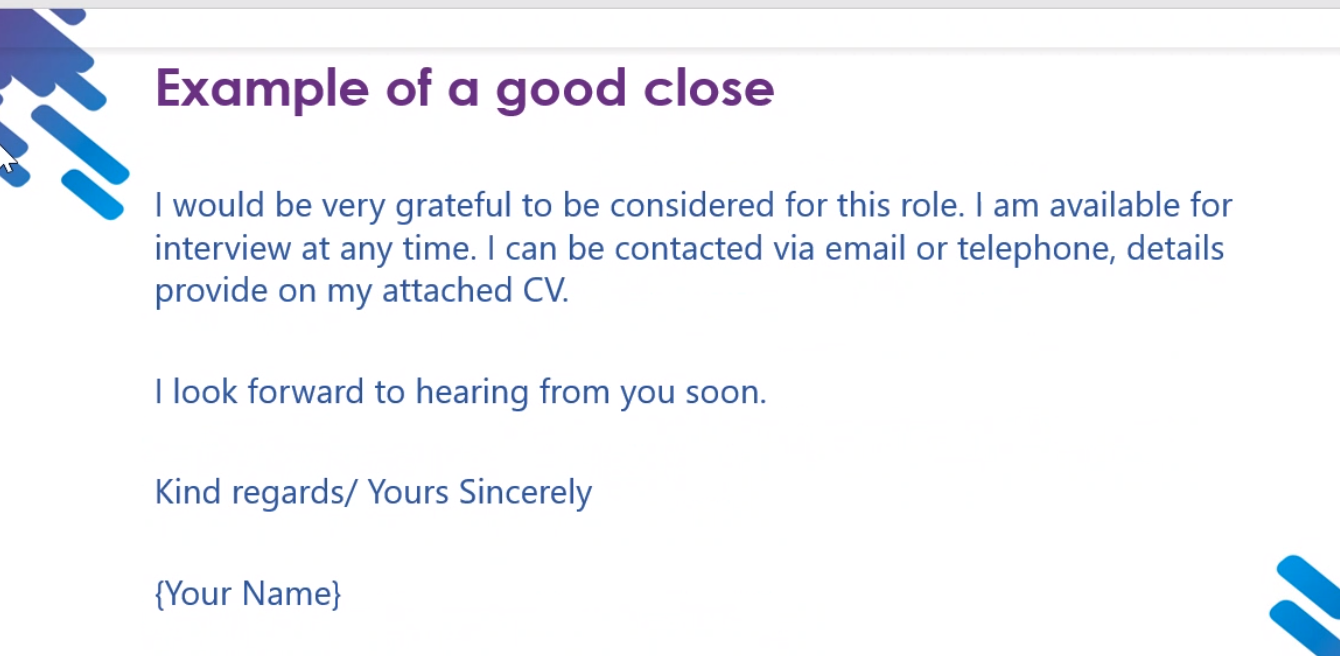 Example of a good close
I would be very grateful to be considered for this role. I am available for
interview at any time. I can be contacted via email or telephone, details
provide on my attached CV.
I look forward to hearing from you soon.
Kind regards/ Yours Sincerely
{Your Name}